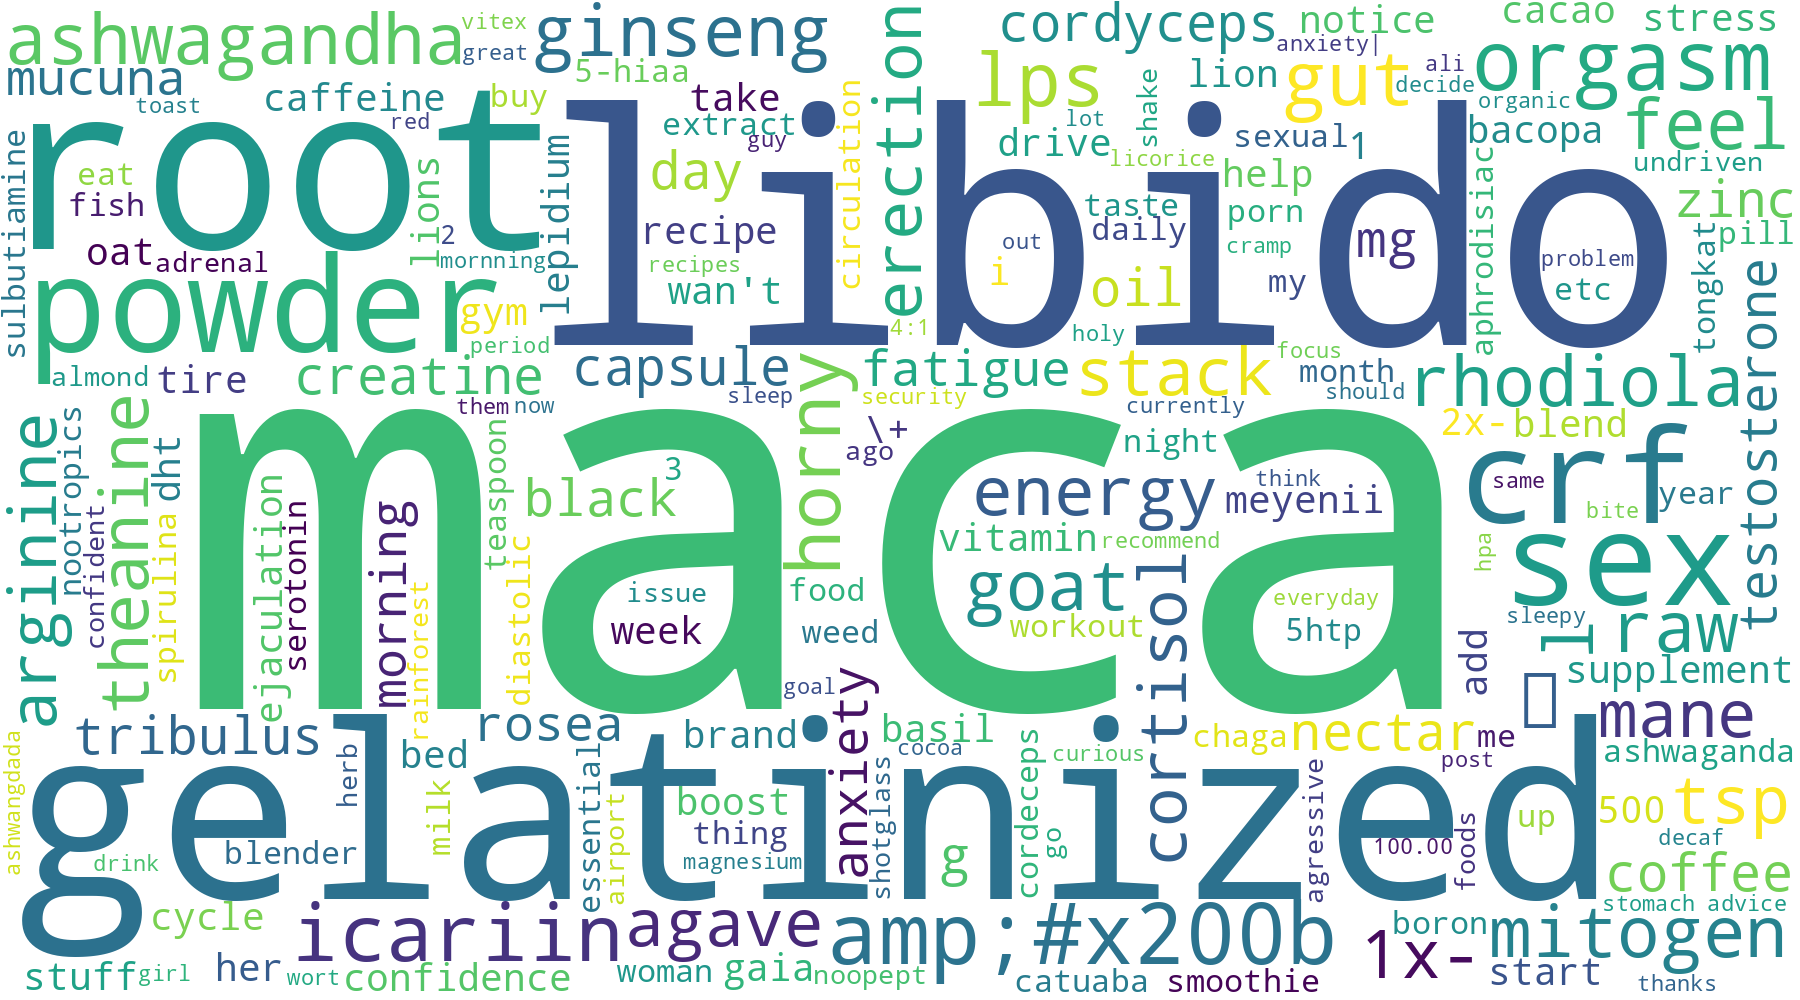 ashwagandha
vitex
great
ginseng
cordyceps
notice
cacao
stress
mucuna
toast
caffeine
red
5-hiaa
buy
take
extract
guy
circulation
erection
lps
anxiety|
lion
gut
ali
decide
orgasm
organic
bacopa
feel
root
libido
sulbutiamine
eat
fish
oat
adrenal
lions
2
mornning
lepidium
day
recipe
recipes
wan't
drive
lot
shake
licorice
sexual
1
help
taste
daily
porn
cramp
my
out
i
oil
mg
aphrodisiac
undriven
zinc
pill
problem
etc
tongkat
testosterone
powder
gym
period
4:1
holy
almond
tire
creatine
capsule
sleep
fatigue
security
stack
focus
month
should
rhodiola
them
now
currently
2x-
blend
arginine
nootropics
confident
theanine
dht
spirulina
maca
ejaculation
serotonin
morning
rainforest
teaspoon
diastolic
black
3
horny
\+
ago
night
think
energy
meyenii
crf
same
year
bite
hpa
vitamin
recommend
sex
issue
week
food
weed
goat
workout
cortisol
everyday
5htp
sleepy
add
l
raw
supplement
goal
tribulus
rosea
bed
brand
anxiety
basil
cocoa
cordeceps
curious
chaga
nectar
me
post
mane
ashwaganda
ashwangdada
gelatinized
herb
milk
essential
airport
boost
thing
magnesium
shotglass
g
go
agressive
100.00
foods
up
500
tsp
decaf
drink
blender
coffee
cycle
icariin
agave
amp;#x200b
1x-
boron
mitogen
stomach
advice
stuff
girl
her
wort
confidence
woman
gaia
noopept
catuaba
smoothie
start
thanks